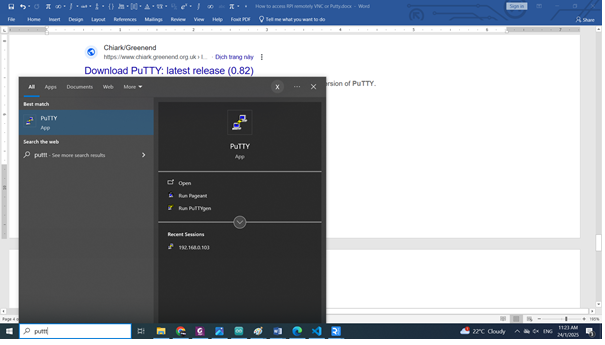 How to access RPI remotely VNC or Putty.docx - Word
Sign in
File Home Insert Design Layout References Mailings Review View Help Foxit PDF Tell me what you want to do
Share
Chiark/Greenend
https://www.chiark.greenend.org.uk › l... · Dịch trang này
Download PuTTY: latest release (0.82)
ersion of PuTTY.
All Apps Documents Web More
X
Best match
PuTTY
App
Search the web
puttt - See more search results
PuTTY
App
Open
Run Pageant
Run PuTTYgen
Recent Sessions
192.168.0.103
puttt
22°C Cloudy
ENG
11:23 AM
24/1/2025